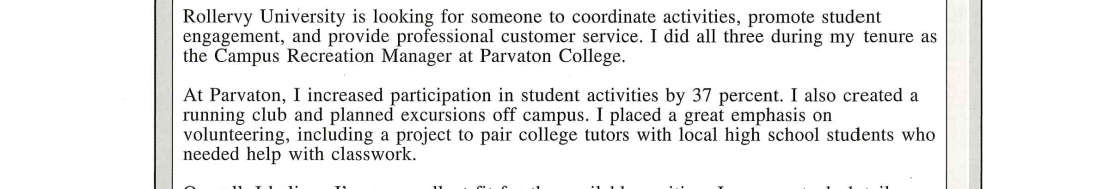 Rollervy University is looking for someone to coordinate activities, promote student
engagement, and provide professional customer service. I did all three during my tenure as
the Campus Recreation Manager at Parvaton College.
At Parvaton, I increased participation in student activities by 37 percent. I also created a
running club and planned excursions off campus. I placed a great emphasis on
volunteering, including a project to pair college tutors with local high school students who
needed help with classwork.